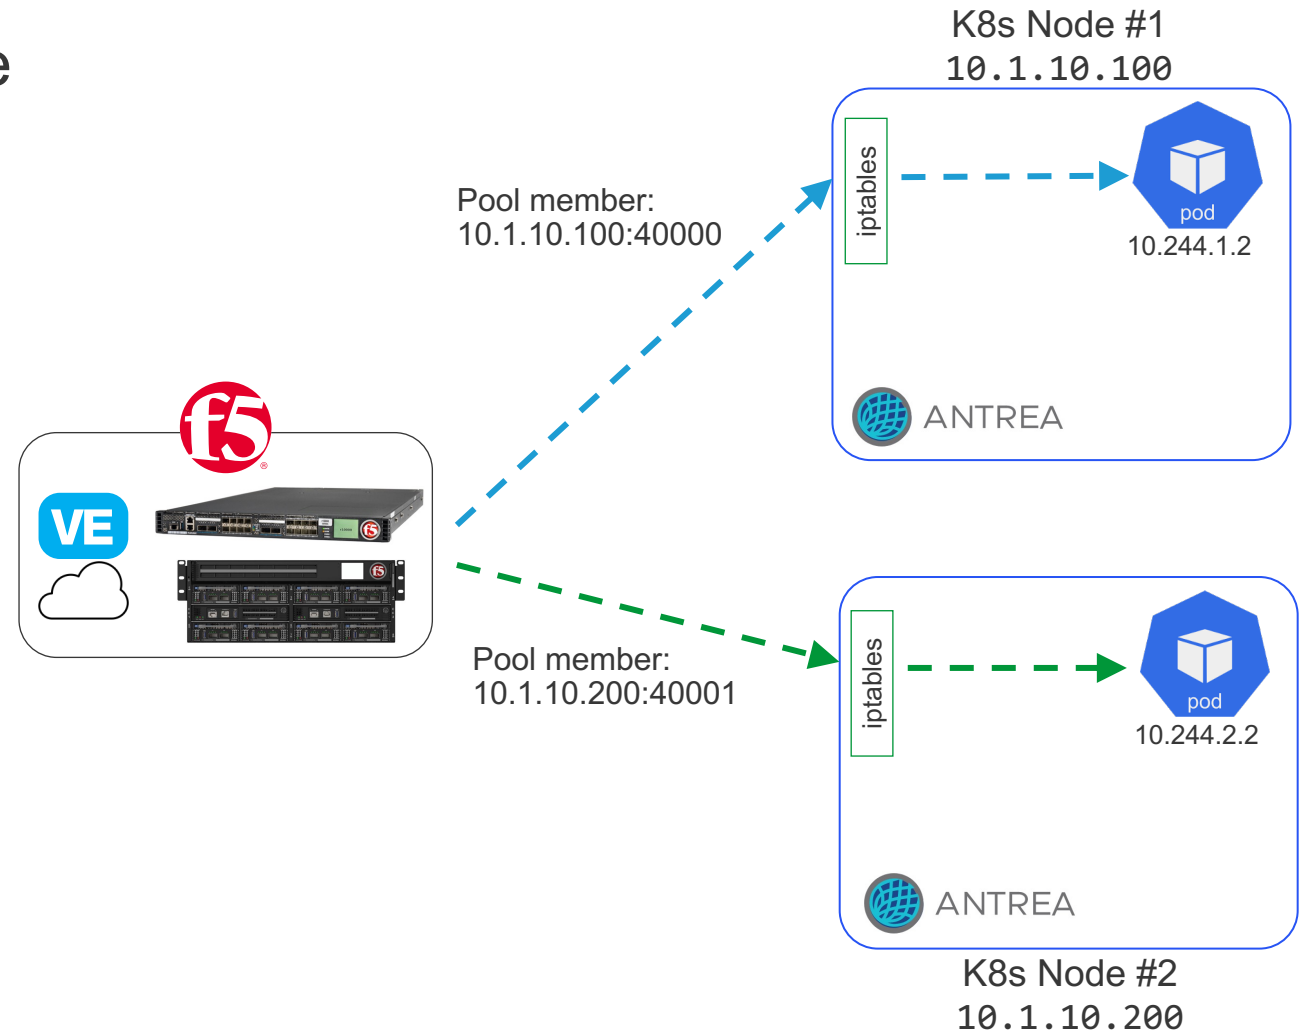 e
K8s Node #1
10.1.10.100
iptables
pod
10.244.1.2
ANTREA
Pool member:
10.1.10.100:40000
f5
®
VE
f5
f5
Pool member:
10.1.10.200:40001
iptables
pod
10.244.2.2
ANTREA
K8s Node #2
10.1.10.200